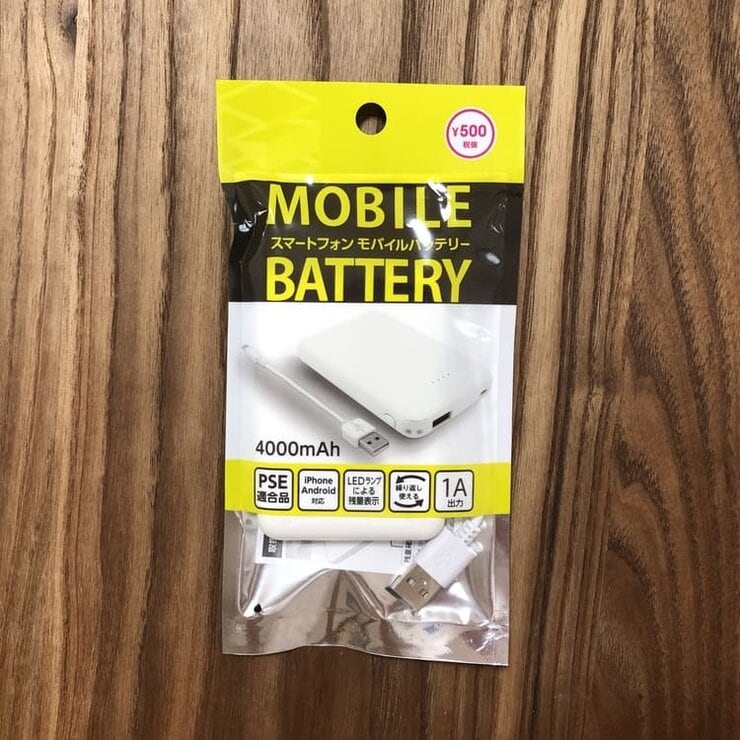 ¥500
税抜
MOBILE
スマートフォン モバイルバッテリー
BATTERY
4000mAh
PSE
適合品
iPhone
Android
対応
LEDランプ
による
残量表示
繰り返し
使える
1A
出力